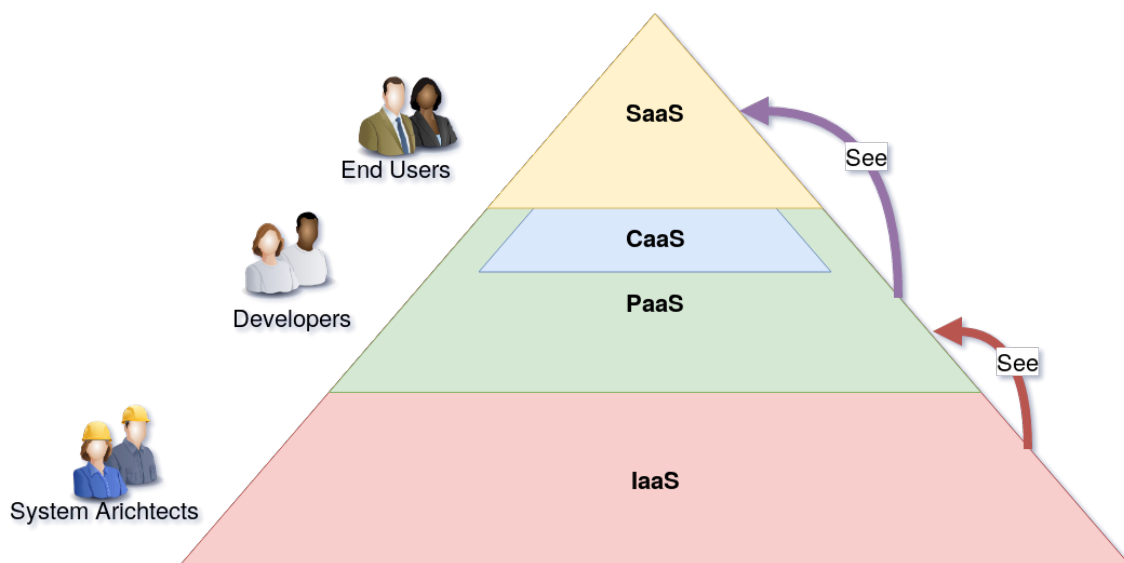 SaaS
End Users
See
CaaS
Developers
PaaS
See
IaaS
System Arichtects